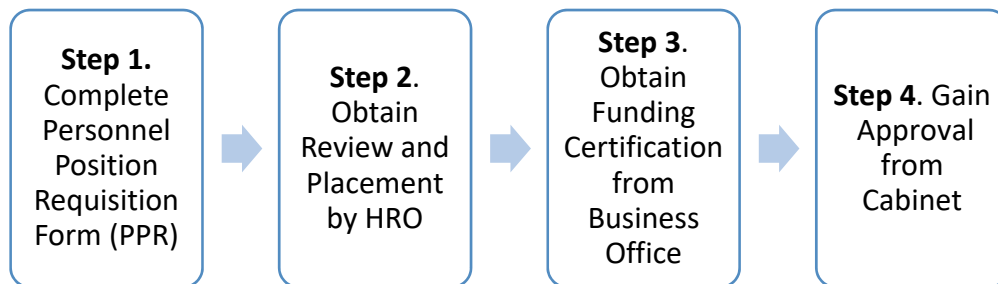 Step 1.
Complete
Personnel
Position
Requisition
Form (PPR)
Step 2.
Obtain
Review and
Placement
by HRO
Step 3.
Obtain
Funding
Certification
from
Business
Office
Step 4. Gain
Approval
from
Cabinet